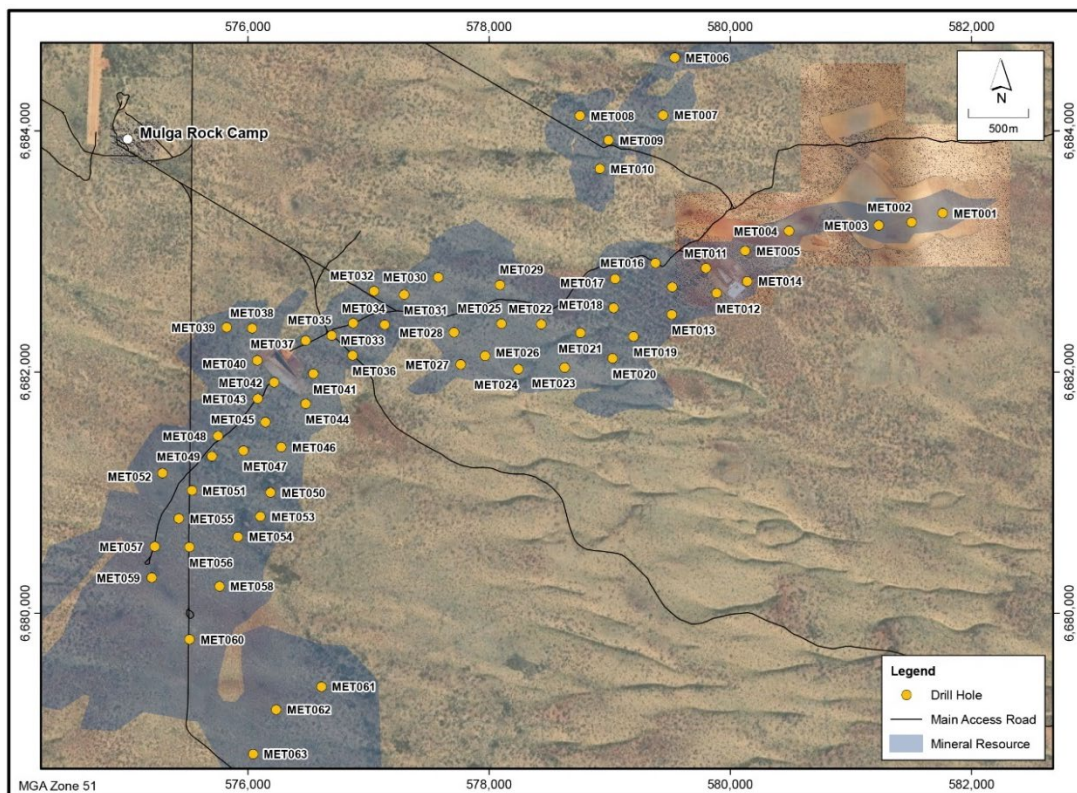 576,000
578,000
580,000
582,000
6,684,000
6,682,000
6,680,000
6,684,000
6,682,000
6,680,000
N
500m
Mulga Rock Camp
MET006
MET008
MET007
MET009
MET010
MET002
MET001
MET003
MET004
MET005
MET016
MET011
MET029
MET032
MET030
MET017
MET014
MET031
MET018
MET012
MET038
MET035
MET034
MET025
MET022
MET013
MET039
MET037
MET033
MET028
MET021
MET019
MET040
MET036
MET027
MET026
MET020
MET042
MET041
MET024
MET023
MET043
MET044
MET045
MET048
MET046
MET049
MET047
MET052
MET051
MET050
MET055
MET053
MET054
MET057
MET056
MET059
MET058
MET060
MET061
MET062
MET063
Legend
Drill Hole
Main Access Road
Mineral Resource
MGA Zone 51
576,000
578,000
580,000
582,000